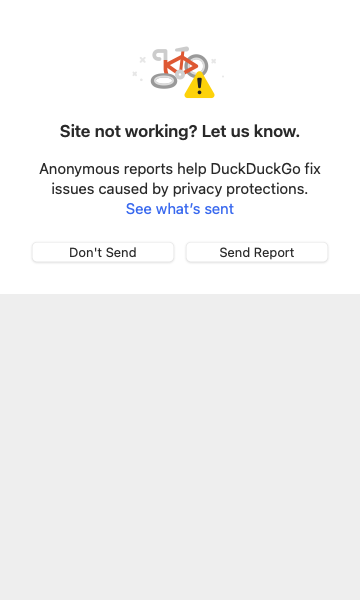 Site not working? Let us know.
Anonymous reports help DuckDuckGo fix
issues caused by privacy protections.
See what’s sent
Don't Send
Send Report